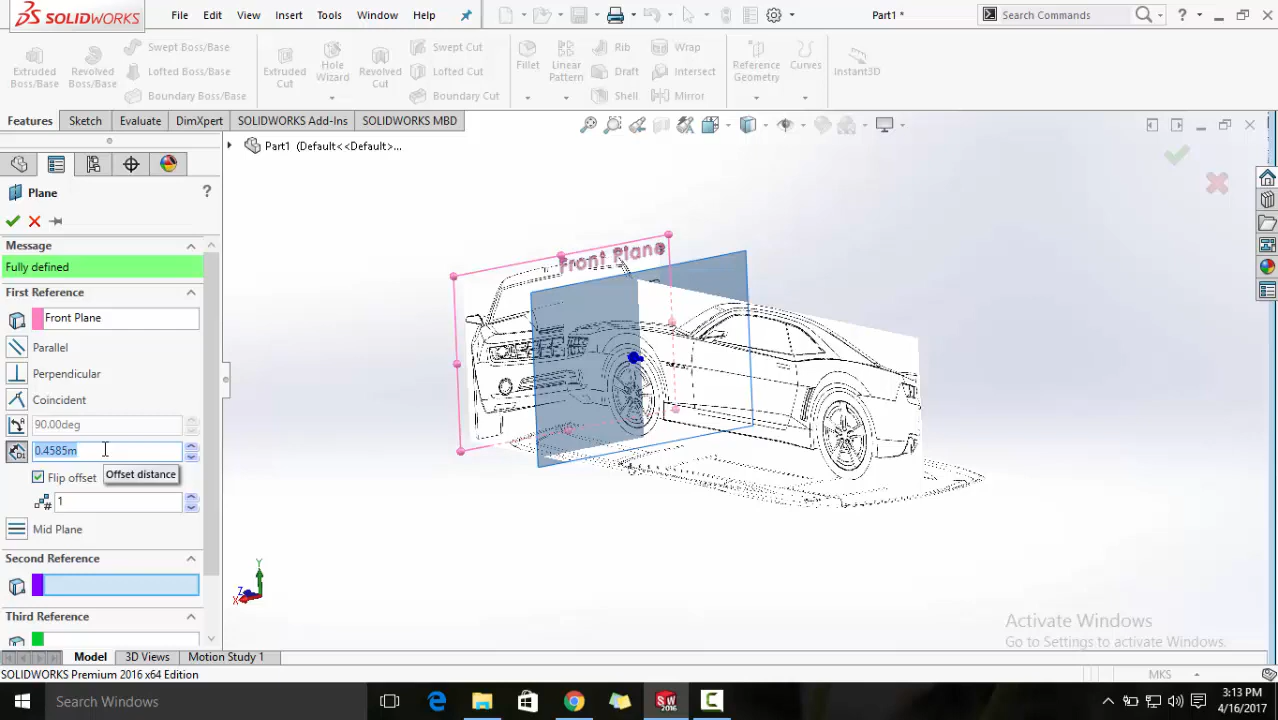 SOLIDWORKS File Edit View Insert Tools Window Help Part1 * Search Commands ?
Extruded Boss/Base
Revolved Boss/Base
Swept Boss/Base
Lofted Boss/Base
Boundary Boss/Base
Extruded Cut
Hole Wizard
Revolved Cut
Swept Cut
Lofted Cut
Boundary Cut
Fillet
Linear Pattern
Rib
Draft
Shell
Wrap
Intersect
Mirror
Reference Geometry
Curves
Instant3D
Features Sketch Evaluate DimXpert SOLIDWORKS Add-Ins SOLIDWORKS MBD
Part1 (Default<<Default>...
Plane ?
Message
Fully defined
First Reference
Front Plane
Parallel
Perpendicular
Coincident
90.00deg
0.4585m
Offset distance
Flip offset
1
Mid Plane
Second Reference
Third Reference
Front Plane
Y
Z
X
Activate Windows
Go to Settings to activate Windows.
Model 3D Views Motion Study 1
SOLIDWORKS Premium 2016 x64 Edition MKS
Search Windows
SW 2016
3:13 PM
4/16/2017